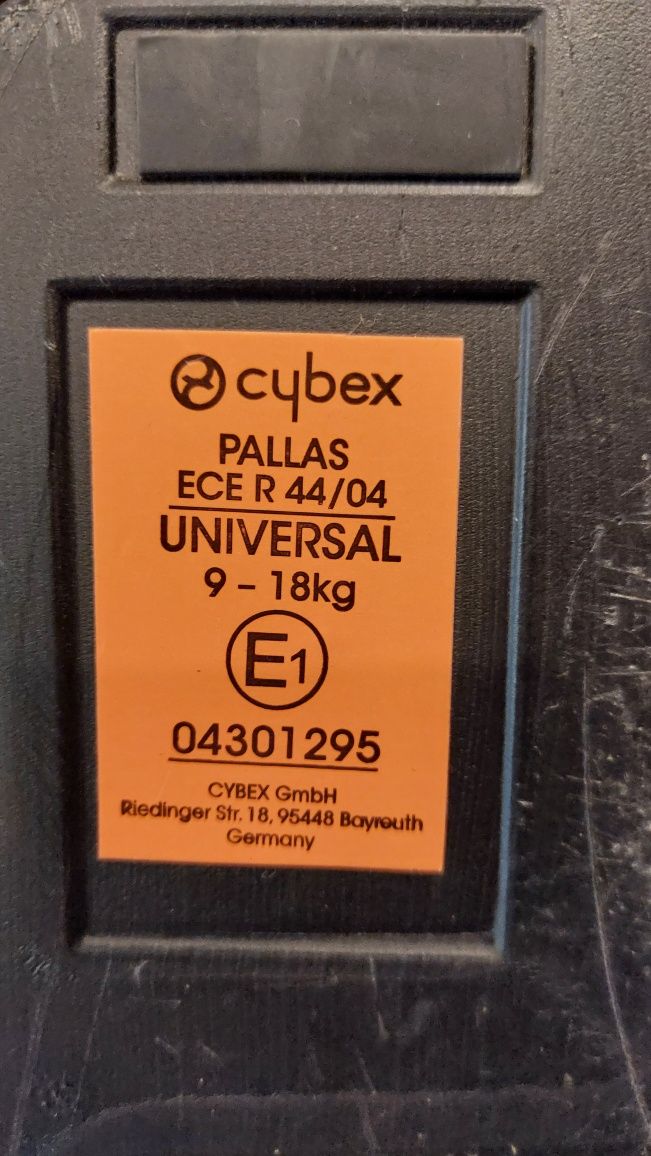 cybex
PALLAS
ECE R 44/04
UNIVERSAL
9 - 18kg
E1
04301295
CYBEX GmbH
Riedinger Str. 18, 95448 Bayreuth
Germany